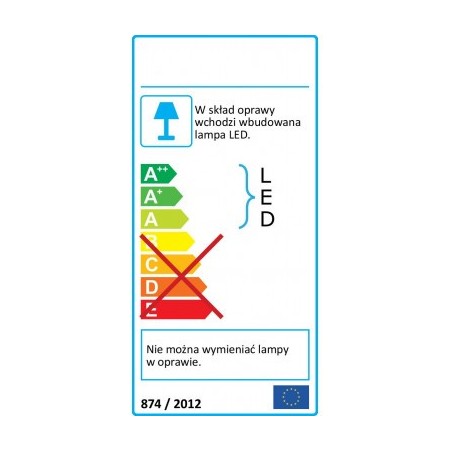 W skład oprawy
wchodzi wbudowana
lampa LED.
A++
A+
A
B
C
D
E
L
E
D
Nie można wymieniać lampy
w oprawie.
874 / 2012